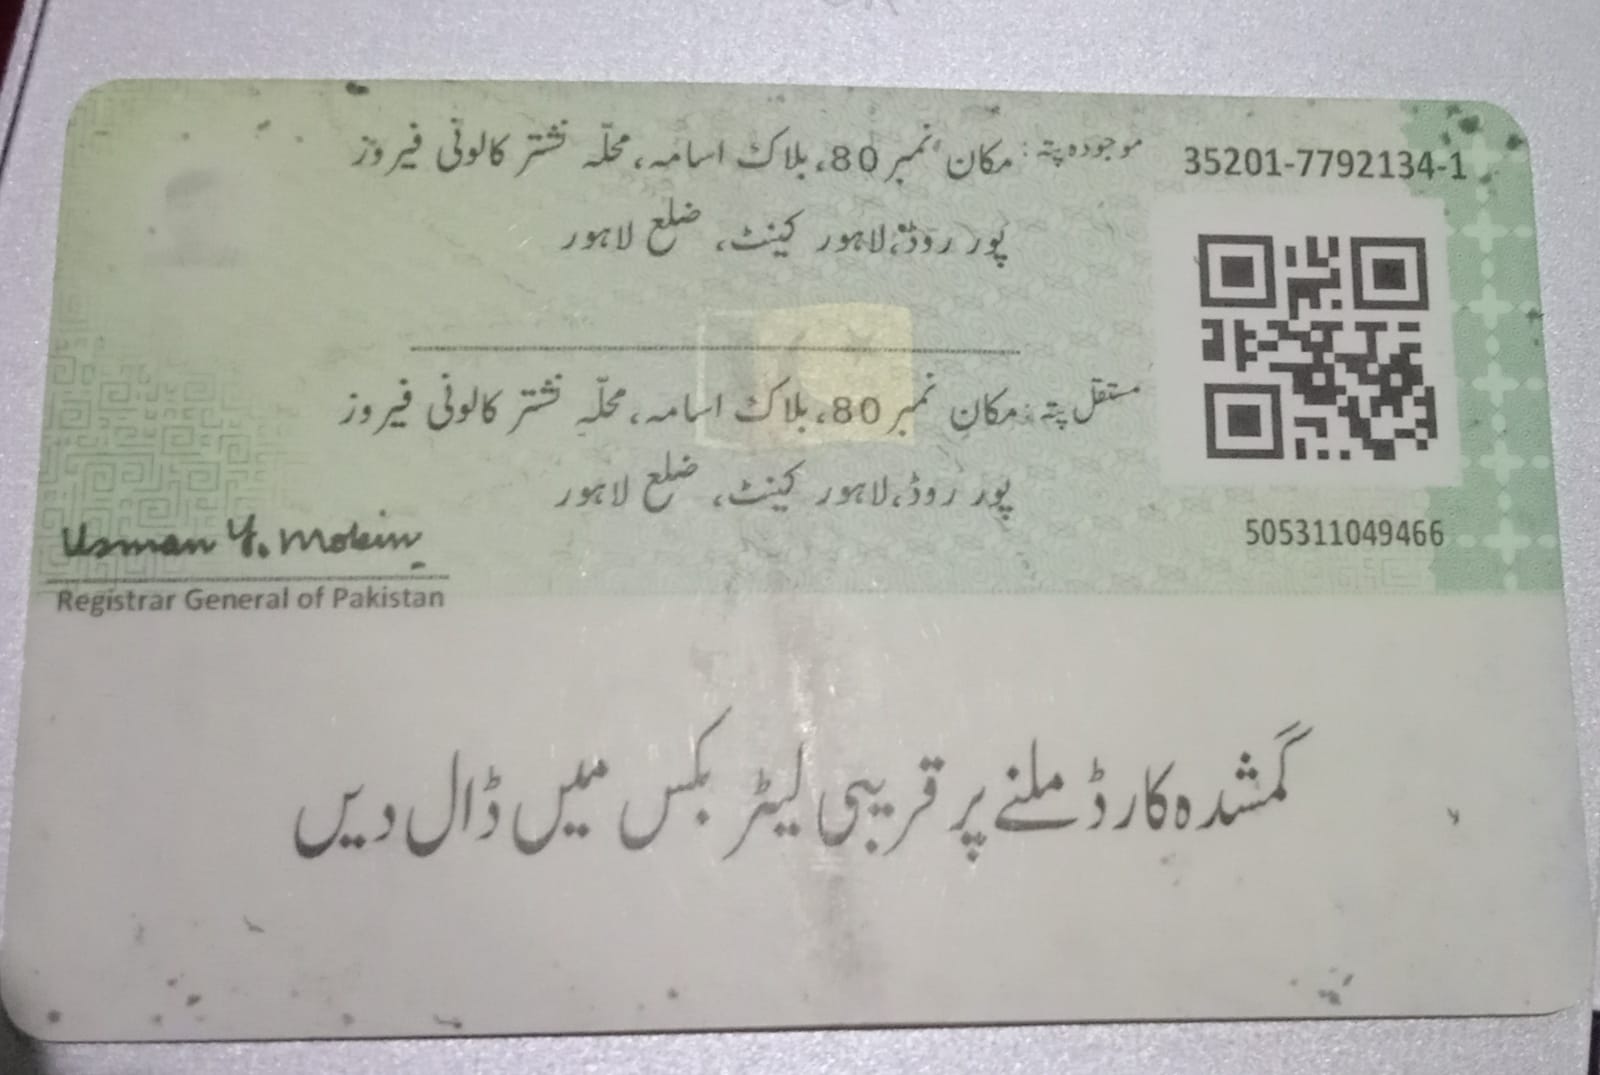 موجودہ پتہ: مکان نمبر 80، بلاک اسامہ، محلّہ نشتر کالونی فیروز
پور روڈ،لاہور کینٹ، ضلع لاہور
35201-7792134-1
مستقل پتہ: مکان نمبر 80، بلاک اسامہ، محلّہ نشتر کالونی فیروز
پور روڈ،لاہور کینٹ، ضلع لاہور
505311049466
Usman Y. Mobin
Registrar General of Pakistan
گمشدہ کارڈ ملنے پر قریبی لیٹر بکس میں ڈال دیں